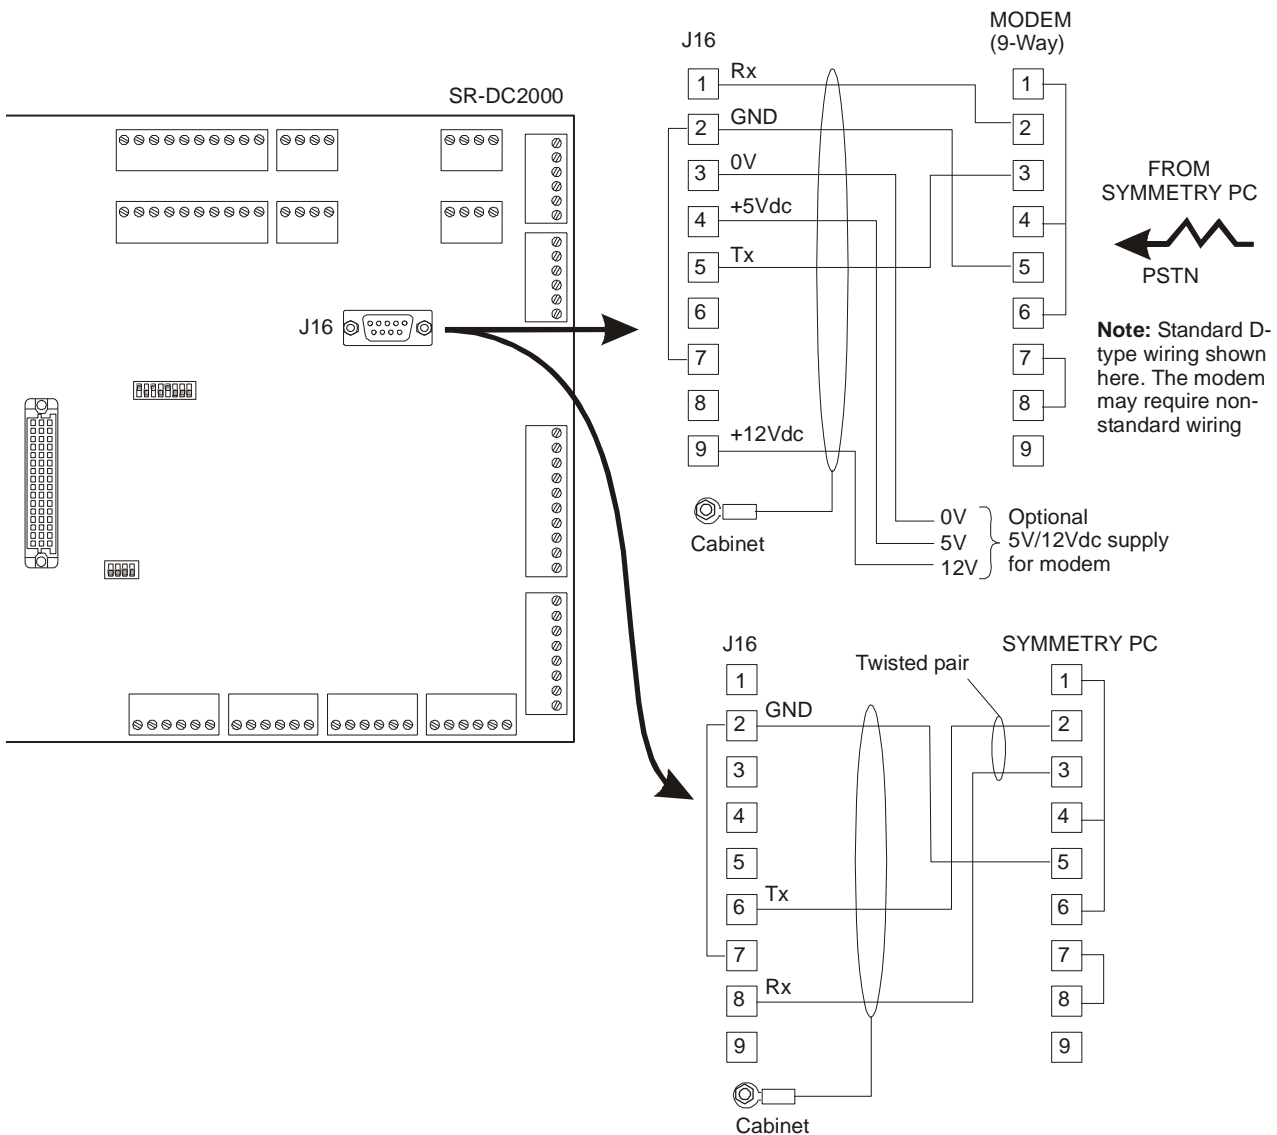 SR-DC2000
J16
J16
MODEM
(9-Way)
1 Rx 1
2 GND 2
3 0V 3
4 +5Vdc 4
5 Tx 5
6 6
7 7
8 8
9 +12Vdc 9
Cabinet
0V
5V
12V
Optional
5V/12Vdc supply
for modem
FROM
SYMMETRY PC
PSTN
Note: Standard D-
type wiring shown
here. The modem
may require non-
standard wiring
J16
Twisted pair
SYMMETRY PC
1 1
2 GND 2
3 3
4 4
5 5
6 Tx 6
7 7
8 Rx 8
9 9
Cabinet